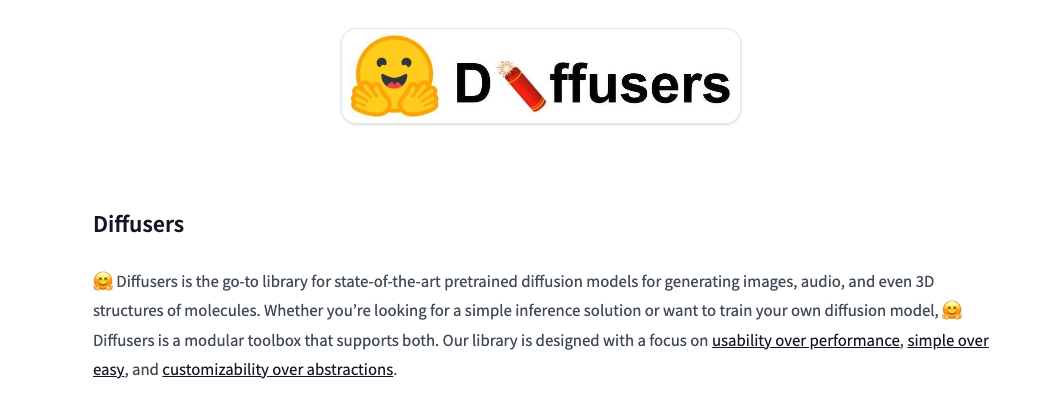 D🧨ffusers
Diffusers
🤗 Diffusers is the go-to library for state-of-the-art pretrained diffusion models for generating images, audio, and even 3D
structures of molecules. Whether you’re looking for a simple inference solution or want to train your own diffusion model, 🤗
Diffusers is a modular toolbox that supports both. Our library is designed with a focus on usability over performance, simple over
easy, and customizability over abstractions.